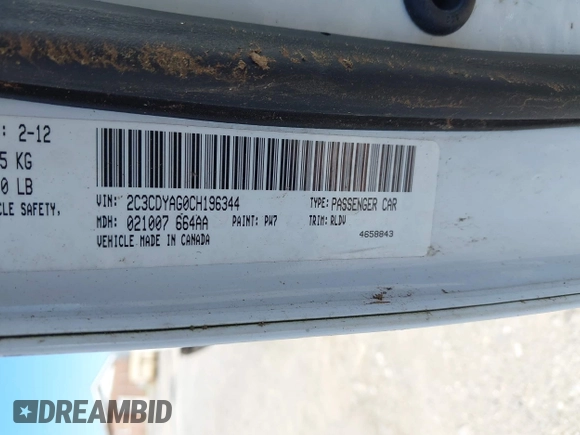 : 2-12
5 KG
0 LB
CLE SAFETY,
VIN: 2C3CDYAG0CH196344
TYPE: PASSENGER CAR
MDH: 021007 664AA
PAINT: PW7
TRIM: RLDV
VEHICLE MADE IN CANADA
4658843
DREAMBID